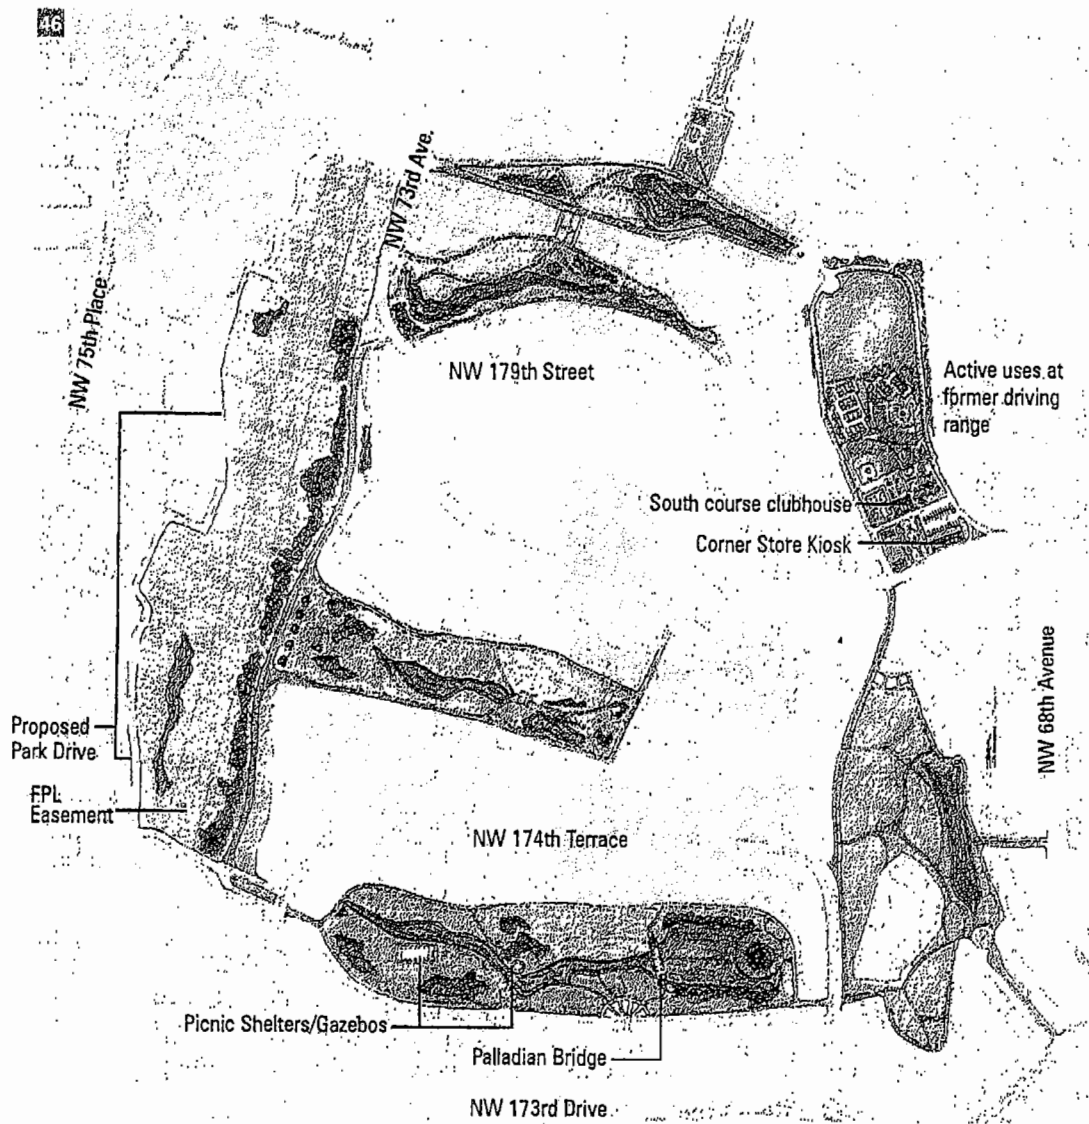 46
NW 73rd Ave.
NW 75th Place
NW 179th Street
Active uses at
former driving
range
South course clubhouse
Corner Store Kiosk
NW 68th Avenue
Proposed
Park Drive
FPL
Easement
NW 174th Terrace
Picnic Shelters/Gazebos
Palladian Bridge
NW 173rd Drive